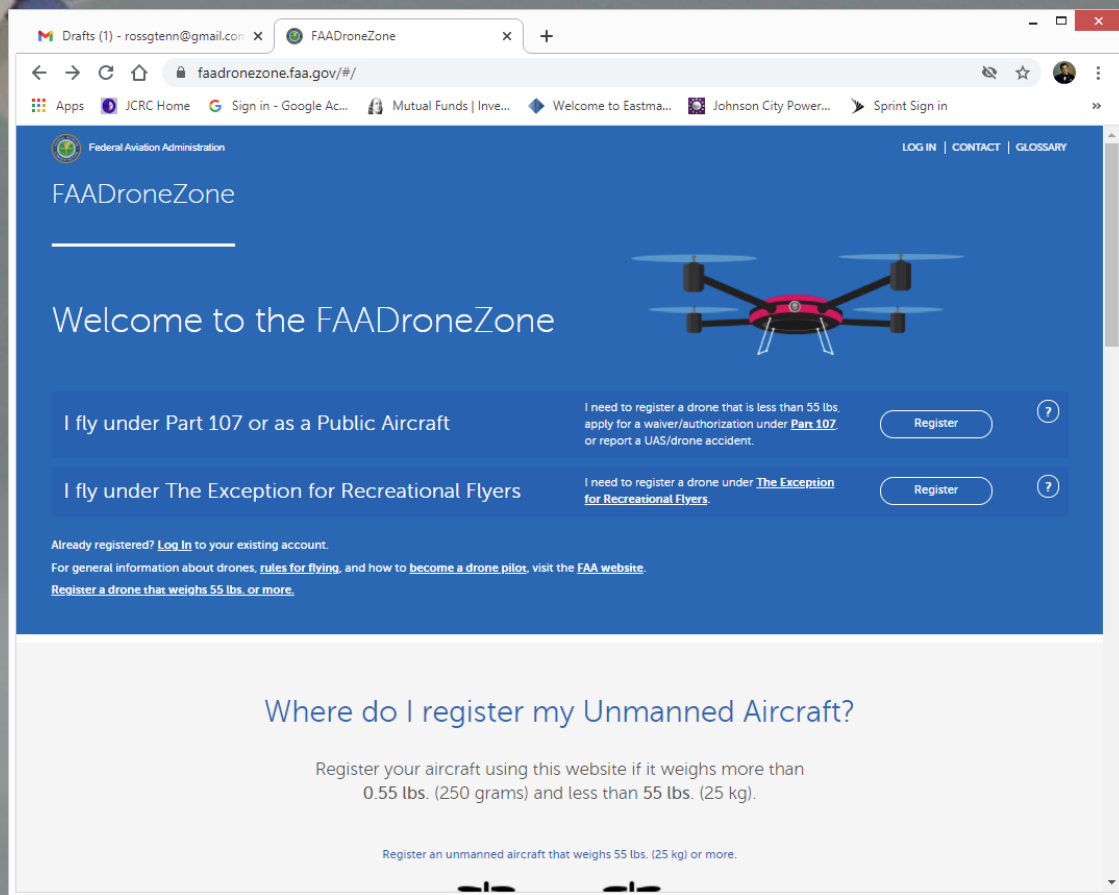 Drafts (1) - rossgtenn@gmail.com
FAADroneZone
faadronezone.faa.gov/#/
Apps
JCRC Home
Sign in - Google Ac...
Mutual Funds | Inve...
Welcome to Eastma...
Johnson City Power...
Sprint Sign in
»
Federal Aviation Administration
LOG IN | CONTACT | GLOSSARY
FAADroneZone
Welcome to the FAADroneZone
I fly under Part 107 or as a Public Aircraft
I need to register a drone that is less than 55 lbs,
apply for a waiver/authorization under Part 107,
or report a UAS/drone accident.
Register
?
I fly under The Exception for Recreational Flyers
I need to register a drone under The Exception
for Recreational Flyers.
Register
?
Already registered? Log In to your existing account.
For general information about drones, rules for flying, and how to become a drone pilot, visit the FAA website.
Register a drone that weighs 55 lbs. or more.
Where do I register my Unmanned Aircraft?
Register your aircraft using this website if it weighs more than
0.55 lbs. (250 grams) and less than 55 lbs. (25 kg).
Register an unmanned aircraft that weighs 55 lbs. (25 kg) or more.